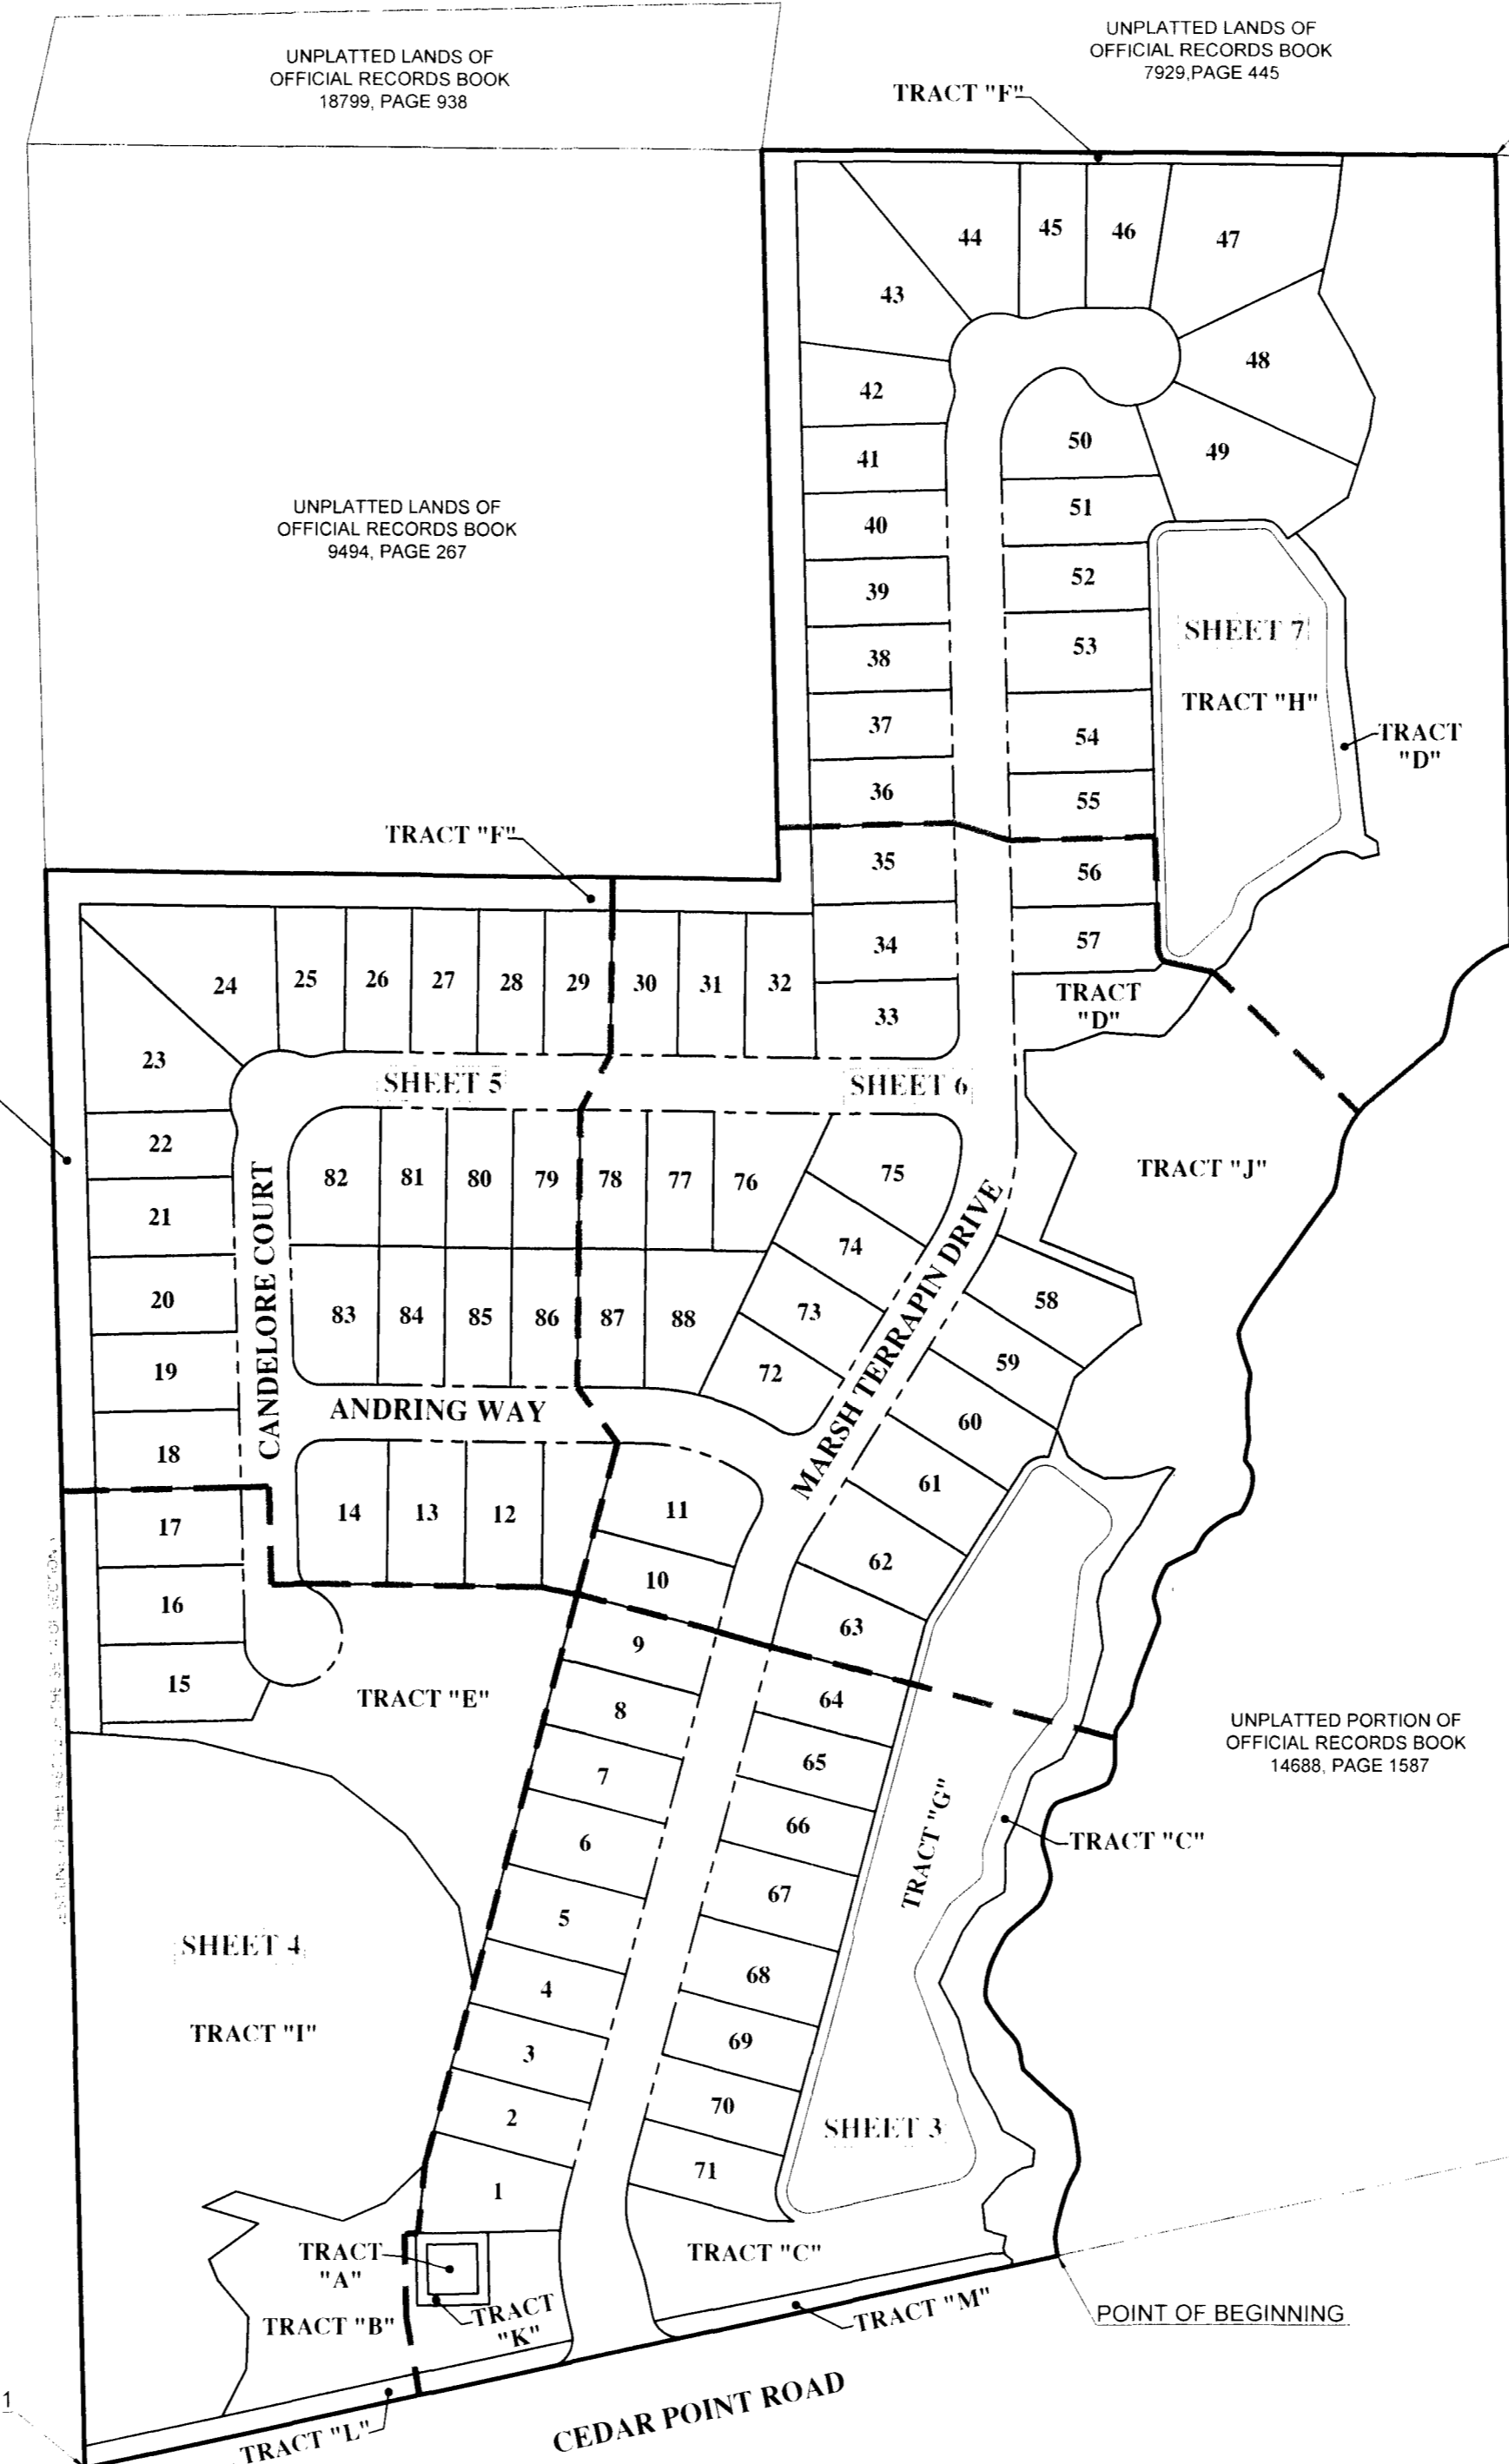 UNPLATTED LANDS OF
OFFICIAL RECORDS BOOK
18799, PAGE 938
UNPLATTED LANDS OF
OFFICIAL RECORDS BOOK
7929,PAGE 445
TRACT "F"
44
45
46
47
43
48
42
50
49
41
51
40
52
39
SHEET 7
53
38
TRACT "H"
37
54
TRACT
"D"
36
55
UNPLATTED LANDS OF
OFFICIAL RECORDS BOOK
9494, PAGE 267
TRACT "F"
35
56
34
57
24
25
26
27
28
29
30
31
32
33
TRACT
"D"
23
SHEET 5
SHEET 6
22
82
81
80
79
78
77
76
75
TRACT "J"
21
CANDELORE COURT
74
MARSH TERRAPIN DRIVE
20
83
84
85
86
87
88
73
58
19
72
59
ANDRING WAY
60
18
61
17
14
13
12
11
62
10
16
63
9
15
TRACT "E"
8
64
UNPLATTED PORTION OF
OFFICIAL RECORDS BOOK
14688, PAGE 1587
7
65
6
66
TRACT "G"
TRACT "C"
5
67
SHEET 4
4
68
TRACT "I"
3
69
2
70
SHEET 3
1
71
TRACT
"A"
TRACT "C"
TRACT "B"
TRACT
"K"
TRACT "M"
POINT OF BEGINNING
1
TRACT "L"
CEDAR POINT ROAD